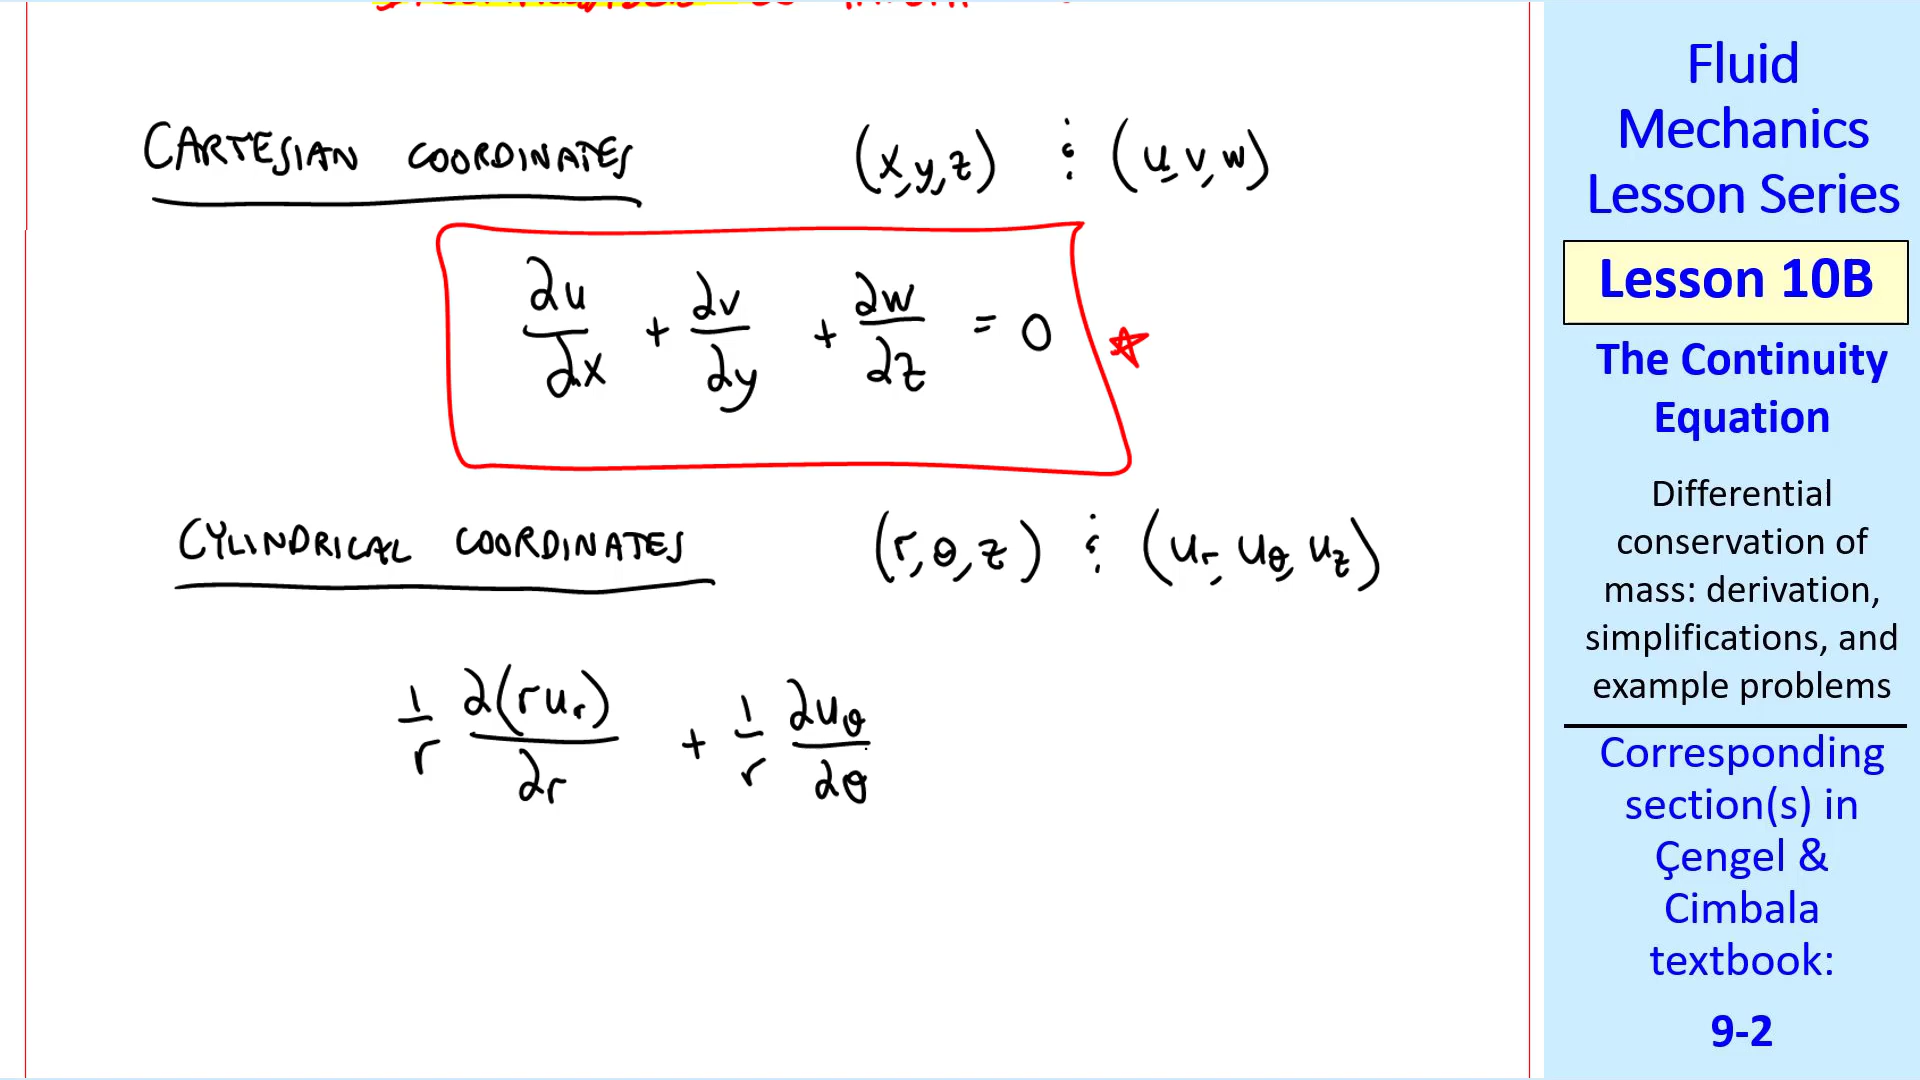 CARTESIAN COORDINATES (x,y,z) & (u,v,w)
∂u/∂x + ∂v/∂y + ∂w/∂z = 0
CYLINDRICAL COORDINATES (r,θ,z) & (u_r, u_θ, u_z)
1/r ∂(r u_r)/∂r + 1/r ∂u_θ/∂θ
Fluid
Mechanics
Lesson Series
Lesson 10B
The Continuity
Equation
Differential
conservation of
mass: derivation,
simplifications, and
example problems
Corresponding
section(s) in
Çengel &
Cimbala
textbook:
9-2